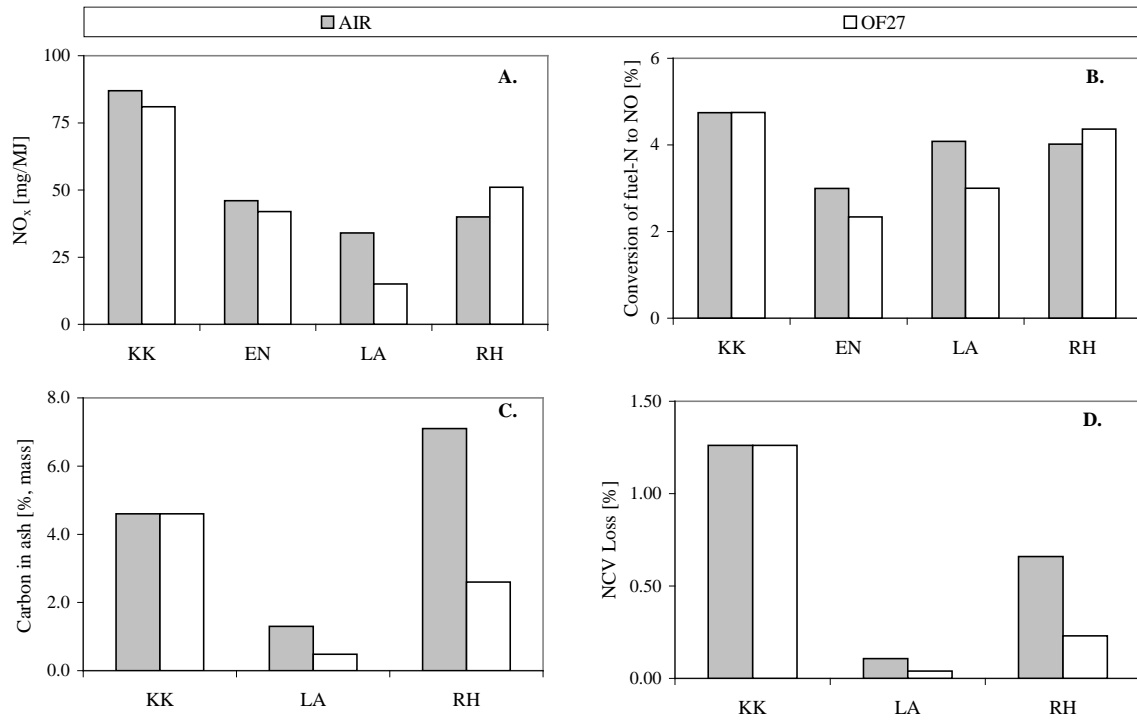 AIR OF27
A.
NOx [mg/MJ]
100
75
50
25
0
KK EN LA RH
B.
Conversion of fuel-N to NO [%]
6
4
2
0
KK EN LA RH
C.
Carbon in ash [%, mass]
8.0
6.0
4.0
2.0
0.0
KK LA RH
D.
NCV Loss [%]
1.50
1.00
0.50
0.00
KK LA RH